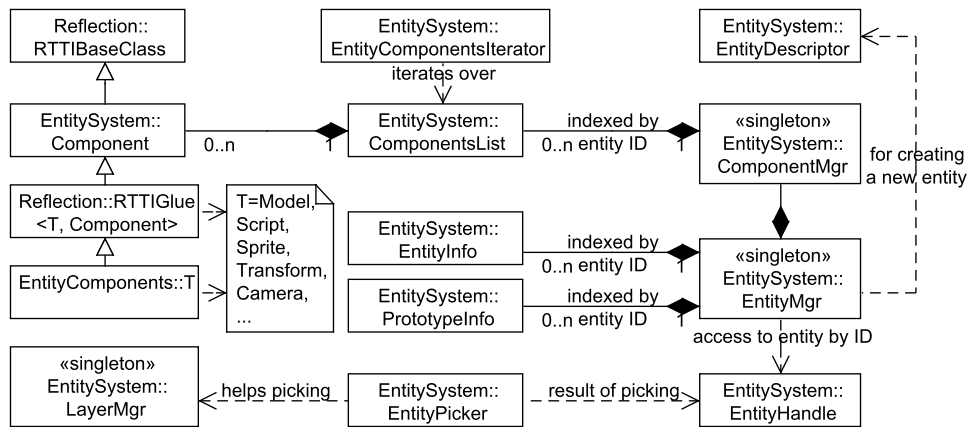 Reflection::
RTTIBaseClass
EntitySystem::
EntityComponentsIterator
iterates over
EntitySystem::
EntityDescriptor
EntitySystem::
Component
0..n
1
EntitySystem::
ComponentsList
indexed by
0..n entity ID
1
«singleton»
EntitySystem::
ComponentMgr
for creating
a new entity
Reflection::RTTIGlue
<T, Component>
T=Model,
Script,
Sprite,
Transform,
Camera,
...
EntitySystem::
EntityInfo
indexed by
0..n entity ID
1
«singleton»
EntitySystem::
EntityMgr
EntityComponents::T
EntitySystem::
PrototypeInfo
indexed by
0..n entity ID
1
access to entity by ID
«singleton»
EntitySystem::
LayerMgr
helps picking
EntitySystem::
EntityPicker
result of picking
EntitySystem::
EntityHandle